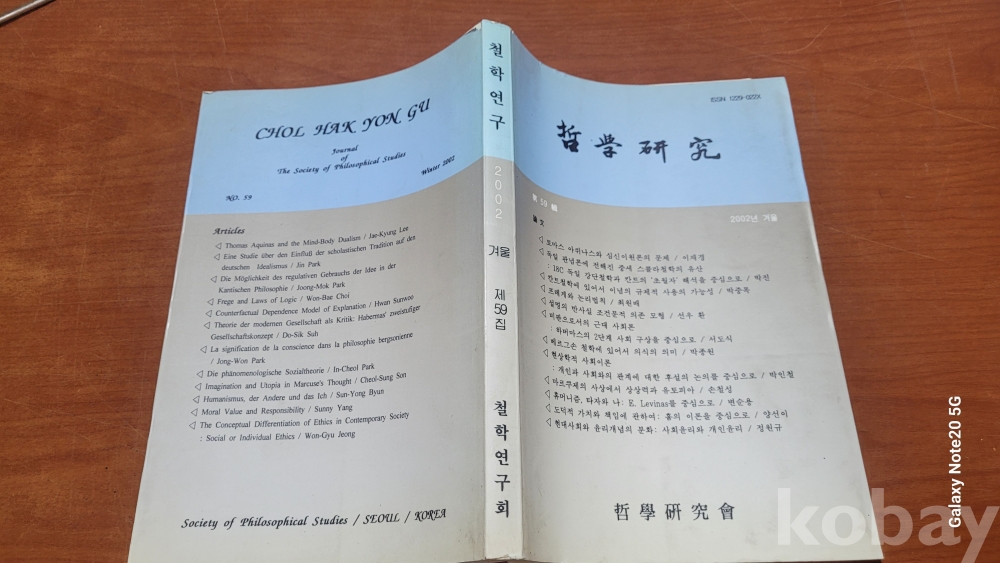 CHOL HAK YON GU
Journal
of
The Society of Philosophical Studies
NO. 59
Winter 2002
Articles
◁ Thomas Aquinas and the Mind-Body Dualism / Jae-Kyung Lee
◁ Eine Studie über den Einfluß der scholastischen Tradition auf den
deutschen Idealismus / Jin Park
◁ Die Möglichkeit des regulativen Gebrauchs der Idee in der
Kantischen Philosophie / Joong-Mok Park
◁ Frege and Laws of Logic / Won-Bae Choi
◁ Counterfactual Dependence Model of Explanation / Hwan Sunwoo
◁ Theorie der modernen Gesellschaft als Kritik: Habermas' zweistufiger
Gesellschaftskonzept / Do-Sik Suh
◁ La signification de la conscience dans la philosophie bergsonienne
/ Jong-Won Park
◁ Die phänomenologische Sozialtheorie / In-Cheol Park
◁ Imagination and Utopia in Marcuse's Thought / Cheol-Sung Son
◁ Humanismus, der Andere und das Ich / Sun-Yong Byun
◁ Moral Value and Responsibility / Sunny Yang
◁ The Conceptual Differentiation of Ethics in Contemporary Society
: Social or Individual Ethics / Won-Gyu Jeong
Society of Philosophical Studies / SEOUL / KOREA
철학연구
2002
겨울
제59집
철학연구회
ISSN 1229-022X
哲學硏究
第 59 輯
2002년 겨울
論文
◁ 토마스 아퀴나스와 심신이원론의 문제 / 이재경
◁ 독일 관념론에 전해진 중세 스콜라철학의 유산
: 18C 독일 강단철학과 칸트의 '초월자' 해석을 중심으로 / 박진
◁ 칸트철학에 있어서 이념의 규제적 사용의 가능성 / 박중목
◁ 프레게와 논리법칙 / 최원배
◁ 설명의 반사실 조건문적 의존 모형 / 선우 환
◁ 비판으로서의 근대 사회론
: 하버마스의 2단계 사회 구상을 중심으로 / 서도식
◁ 베르그손 철학에 있어서 의식의 의미 / 박종원
◁ 현상학적 사회이론
: 개인과 사회와의 관계에 대한 후설의 논의를 중심으로 / 박인철
◁ 마르쿠제의 사상에서 상상력과 유토피아 / 손철성
◁ 휴머니즘, 타자와 나: E. Levinas를 중심으로 / 변순용
◁ 도덕적 가치와 책임에 관하여: 흄의 이론을 중심으로 / 양선이
◁ 현대사회와 윤리개념의 분화: 사회윤리와 개인윤리 / 정원규
哲學硏究會
Galaxy Note20 5G
kobay